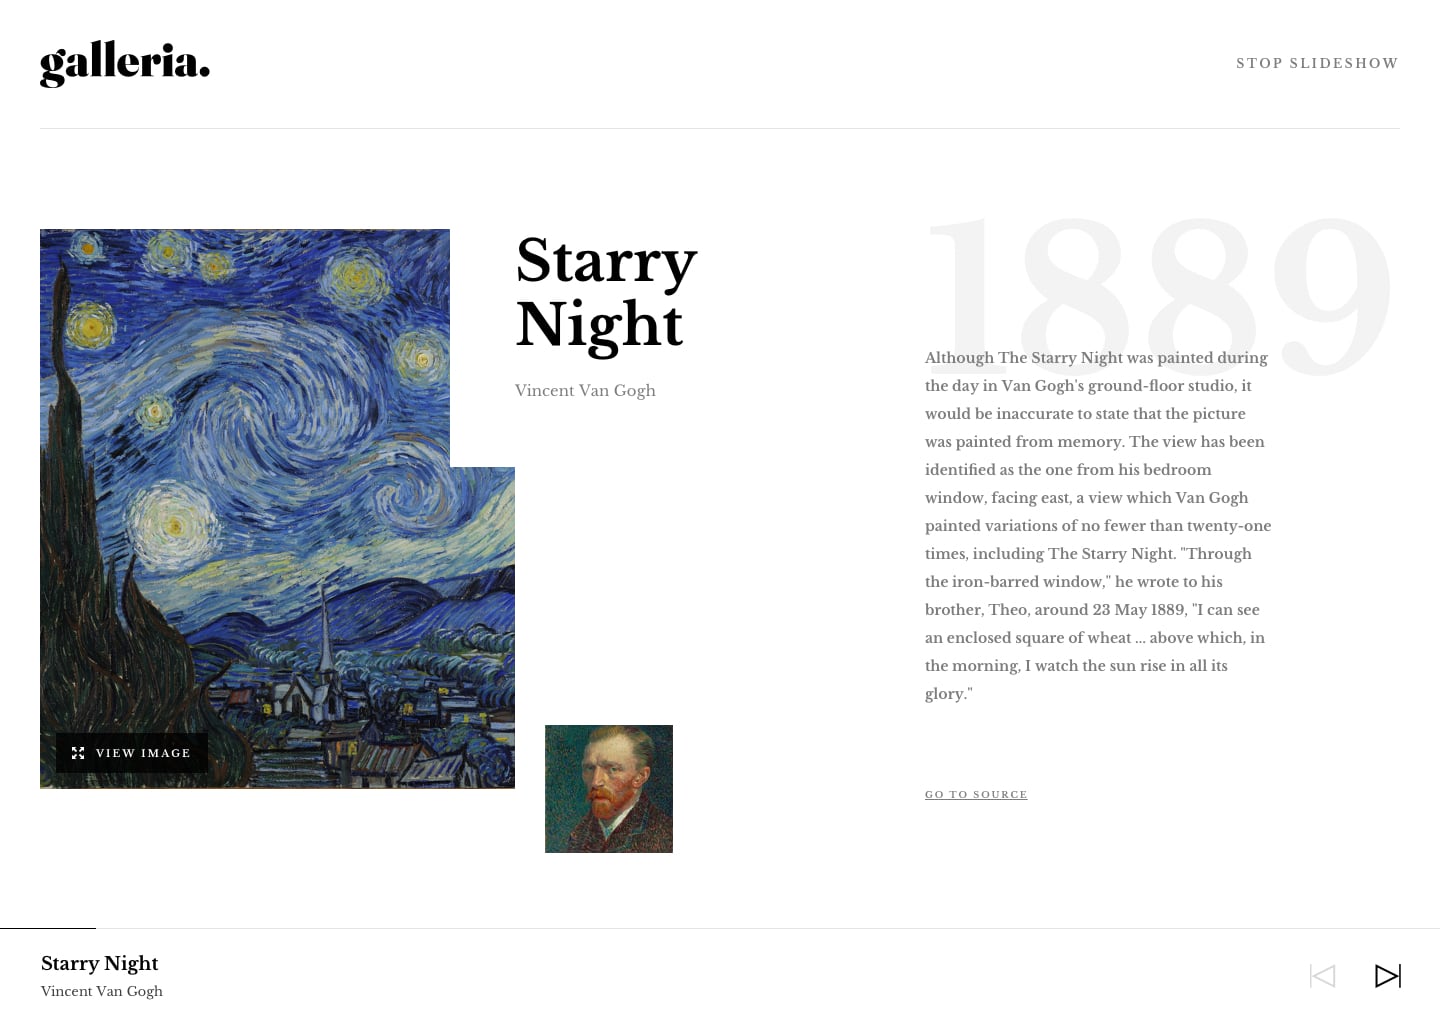 galleria.
STOP SLIDESHOW
Starry
Night
Vincent Van Gogh
1889
Although The Starry Night was painted during
the day in Van Gogh's ground-floor studio, it
would be inaccurate to state that the picture
was painted from memory. The view has been
identified as the one from his bedroom
window, facing east, a view which Van Gogh
painted variations of no fewer than twenty-one
times, including The Starry Night. "Through
the iron-barred window," he wrote to his
brother, Theo, around 23 May 1889, "I can see
an enclosed square of wheat ... above which, in
the morning, I watch the sun rise in all its
glory."
VIEW IMAGE
GO TO SOURCE
Starry Night
Vincent Van Gogh